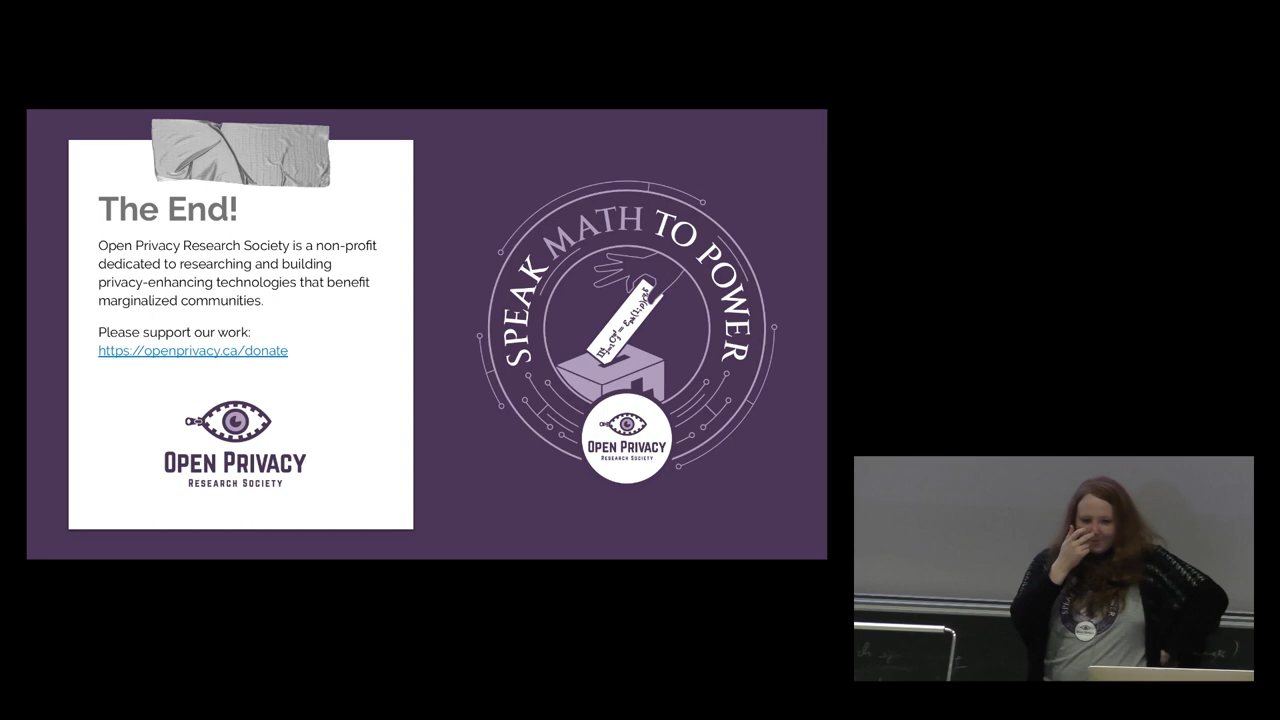 The End!
Open Privacy Research Society is a non-profit
dedicated to researching and building
privacy-enhancing technologies that benefit
marginalized communities.
Please support our work:
https://openprivacy.ca/donate
OPEN PRIVACY
RESEARCH SOCIETY
SPEAK MATH TO POWER
OPEN PRIVACY
RESEARCH SOCIETY